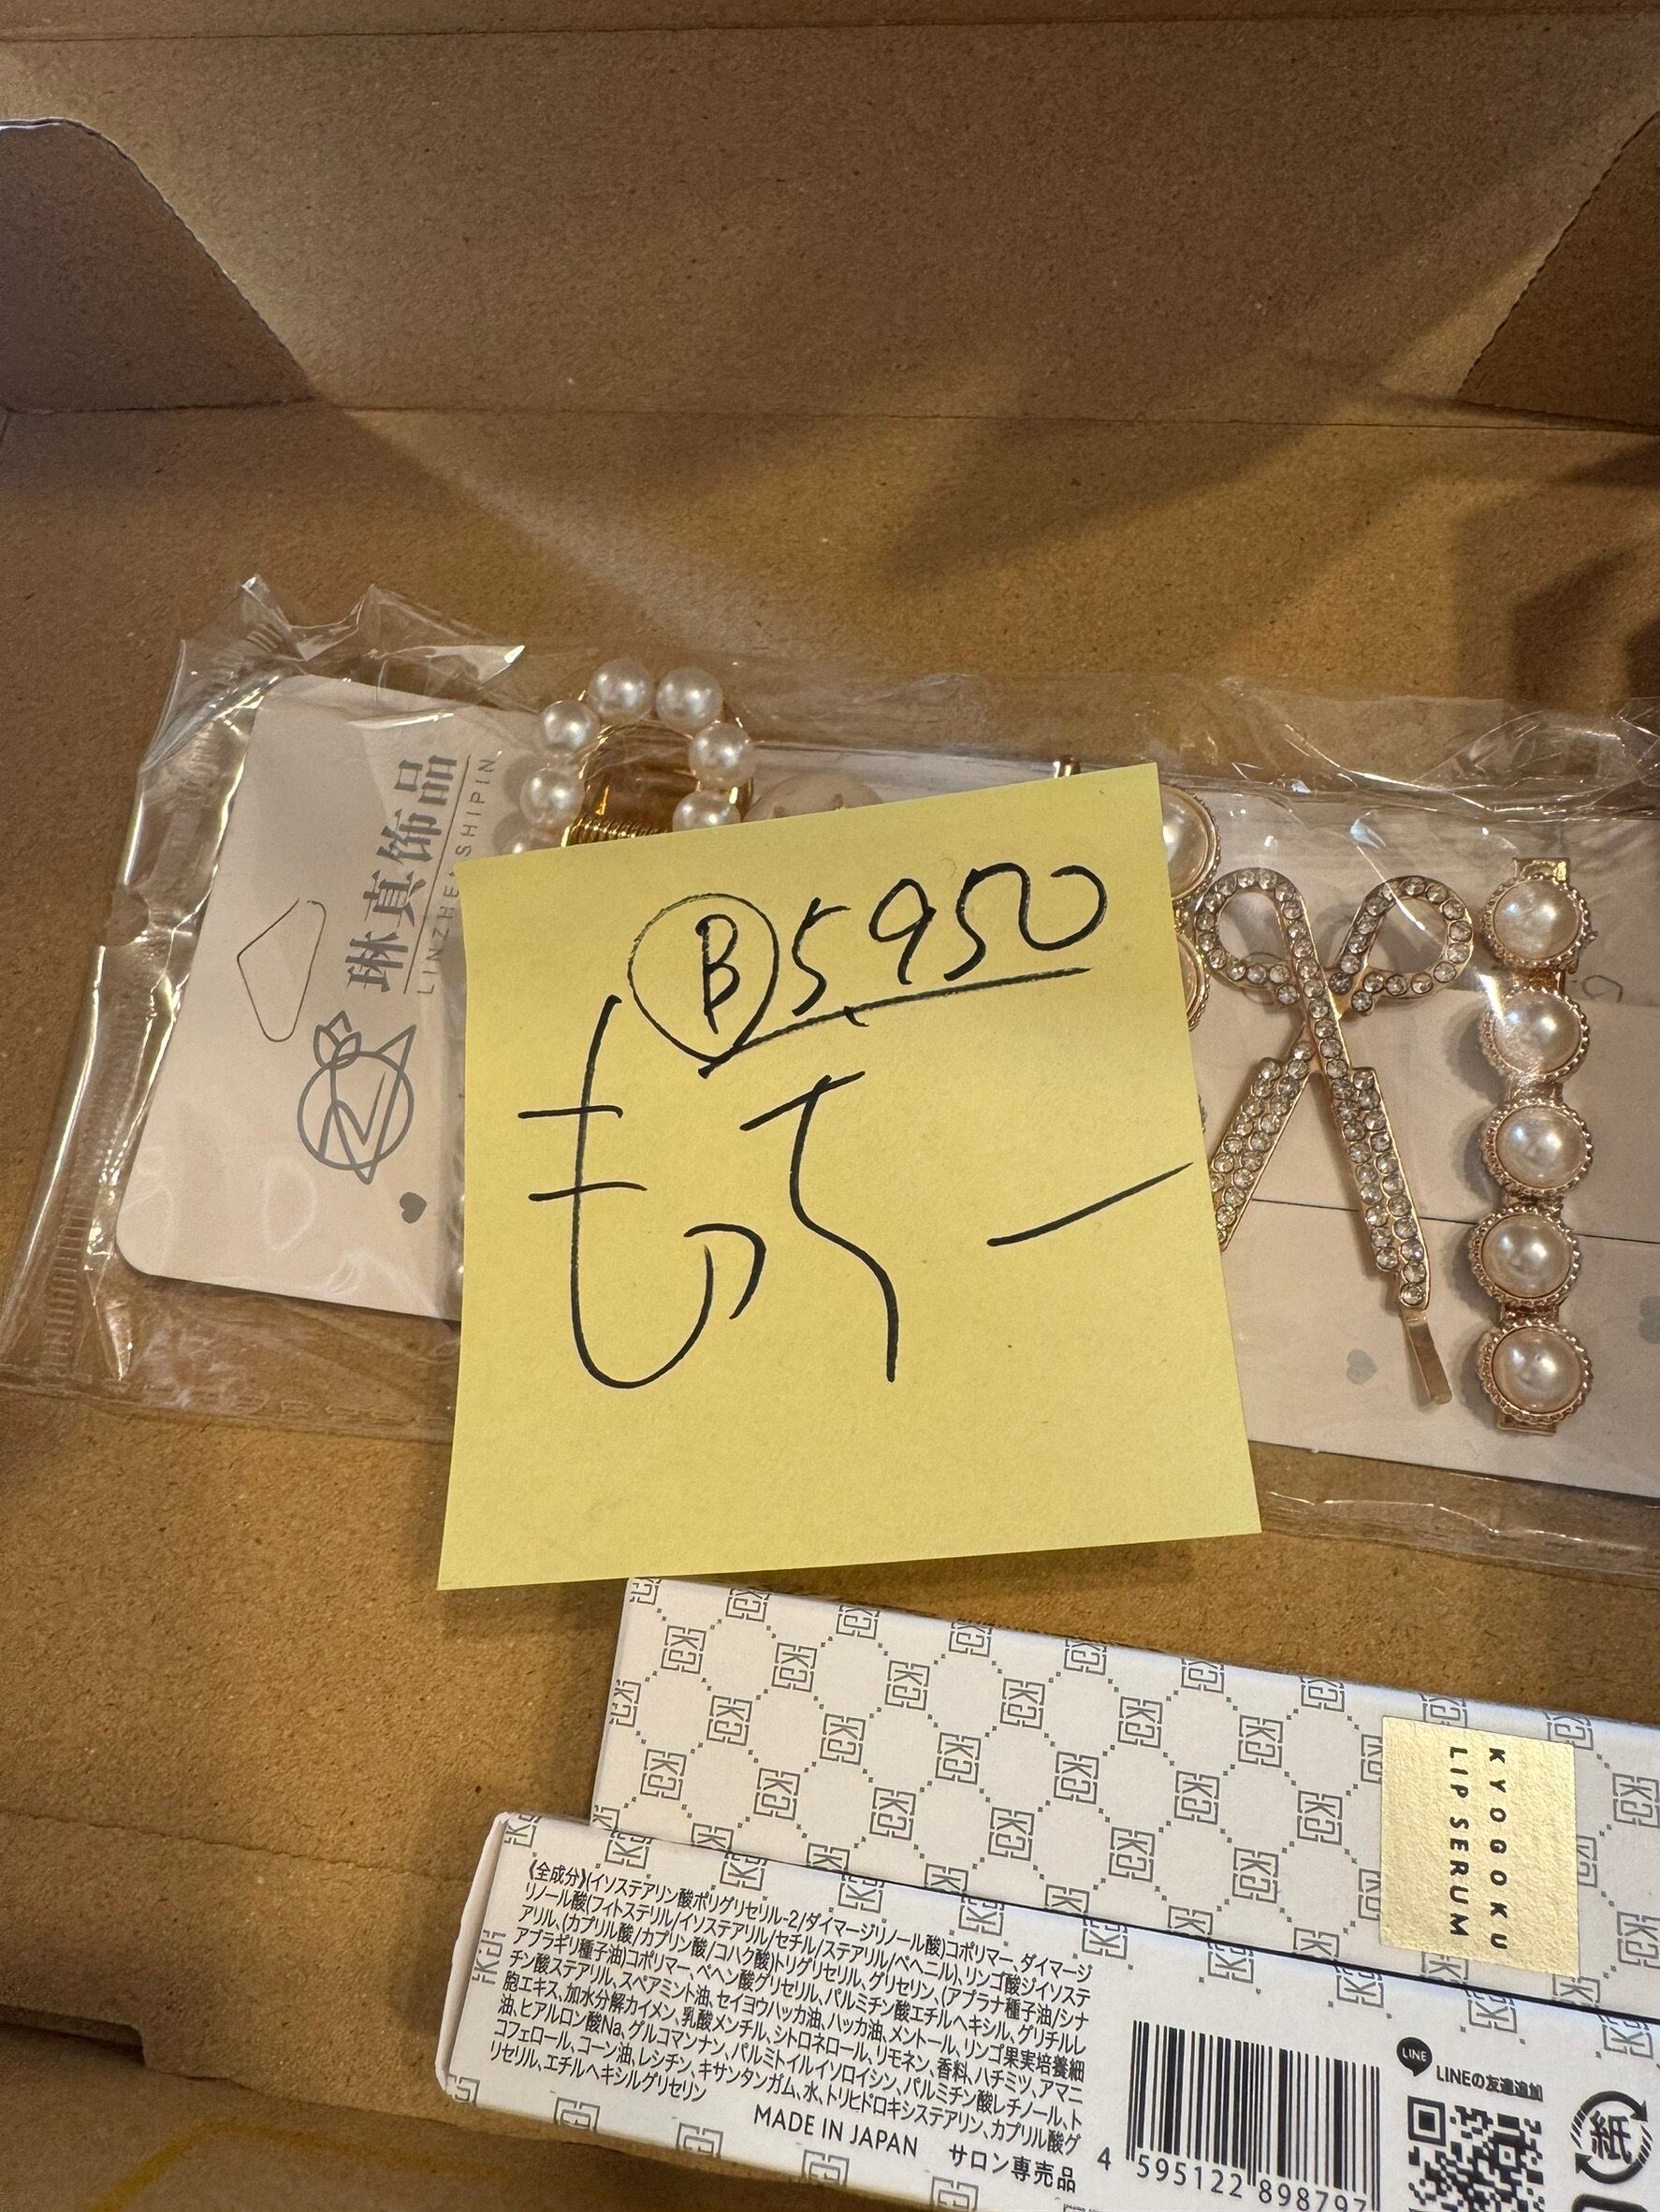 Ⓑ5950
もってー
琳真饰品
LINZHENSHIPIN
KYOGOKU
LIP SERUM
《全成分》(イソステアリン酸ポリグリセリル-2/ダイマージリノール酸)コポリマー、ダイマージ
リノール酸(フィトステリル/イソステアリル/セチル/ステアリル/ベヘニル)、リンゴ酸ジイソステ
アリル、(カプリル酸/カプリン酸/コハク酸)トリグリセリル、グリセリン、(アブラナ種子油/シナ
アブラギリ種子油)コポリマー、ベヘン酸グリセリル、パルミチン酸エチルヘキシル、グリチルレ
チン酸ステアリル、スペアミント油、セイヨウハッカ油、ハッカ油、メントール、リンゴ果実培養細
胞エキス、加水分解カイメン、乳酸メンチル、シトロネロール、リモネン、香料、ハチミツ、アマニ
油、ヒアルロン酸Na、グルコマンナン、パルミトイルイソロイシン、パルミチン酸レチノール、ト
コフェロール、コーン油、レシチン、キサンタンガム、水、トリヒドロキシステアリン、カプリル酸グ
リセリル、エチルヘキシルグリセリン
MADE IN JAPAN サロン専売品
4 595122 898797
LINE
LINEの友達追加
紙